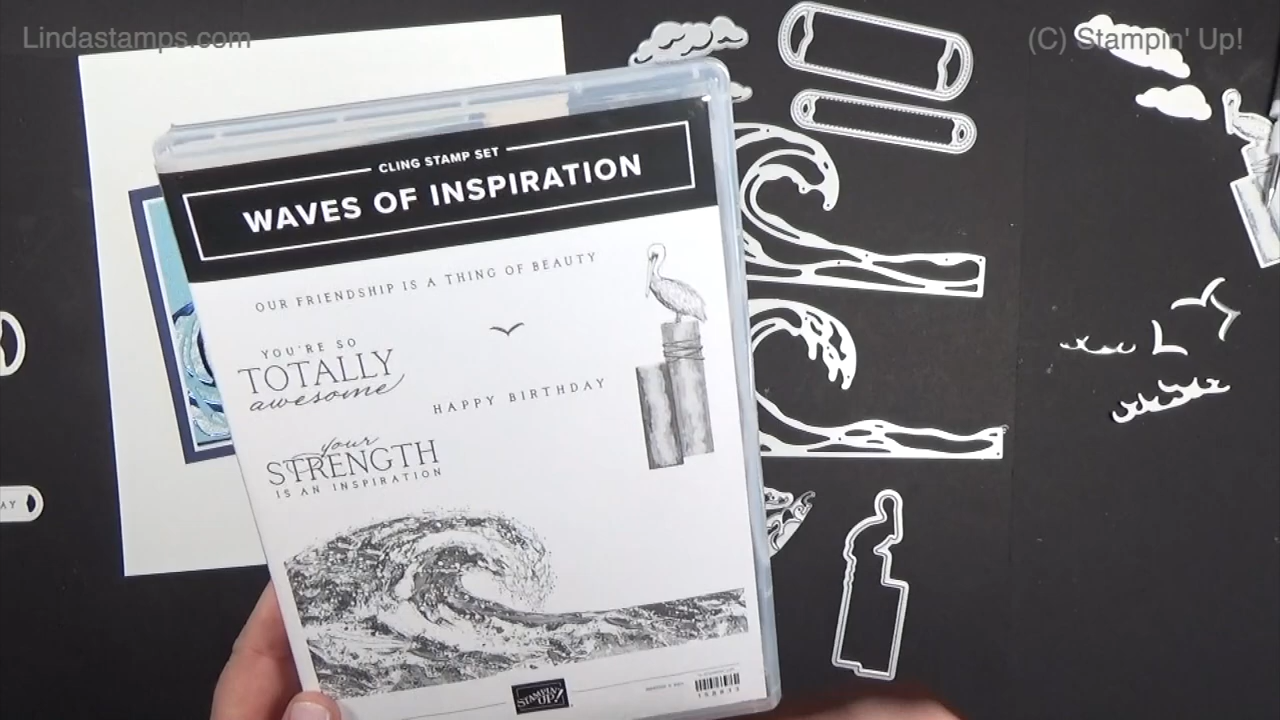 Lindastamps.com
(C) Stampin' Up!
CLING STAMP SET
WAVES OF INSPIRATION
OUR FRIENDSHIP IS A THING OF BEAUTY
YOU'RE SO
TOTALLY
awesome
HAPPY BIRTHDAY
your
STRENGTH
IS AN INSPIRATION
STAMPIN' UP!